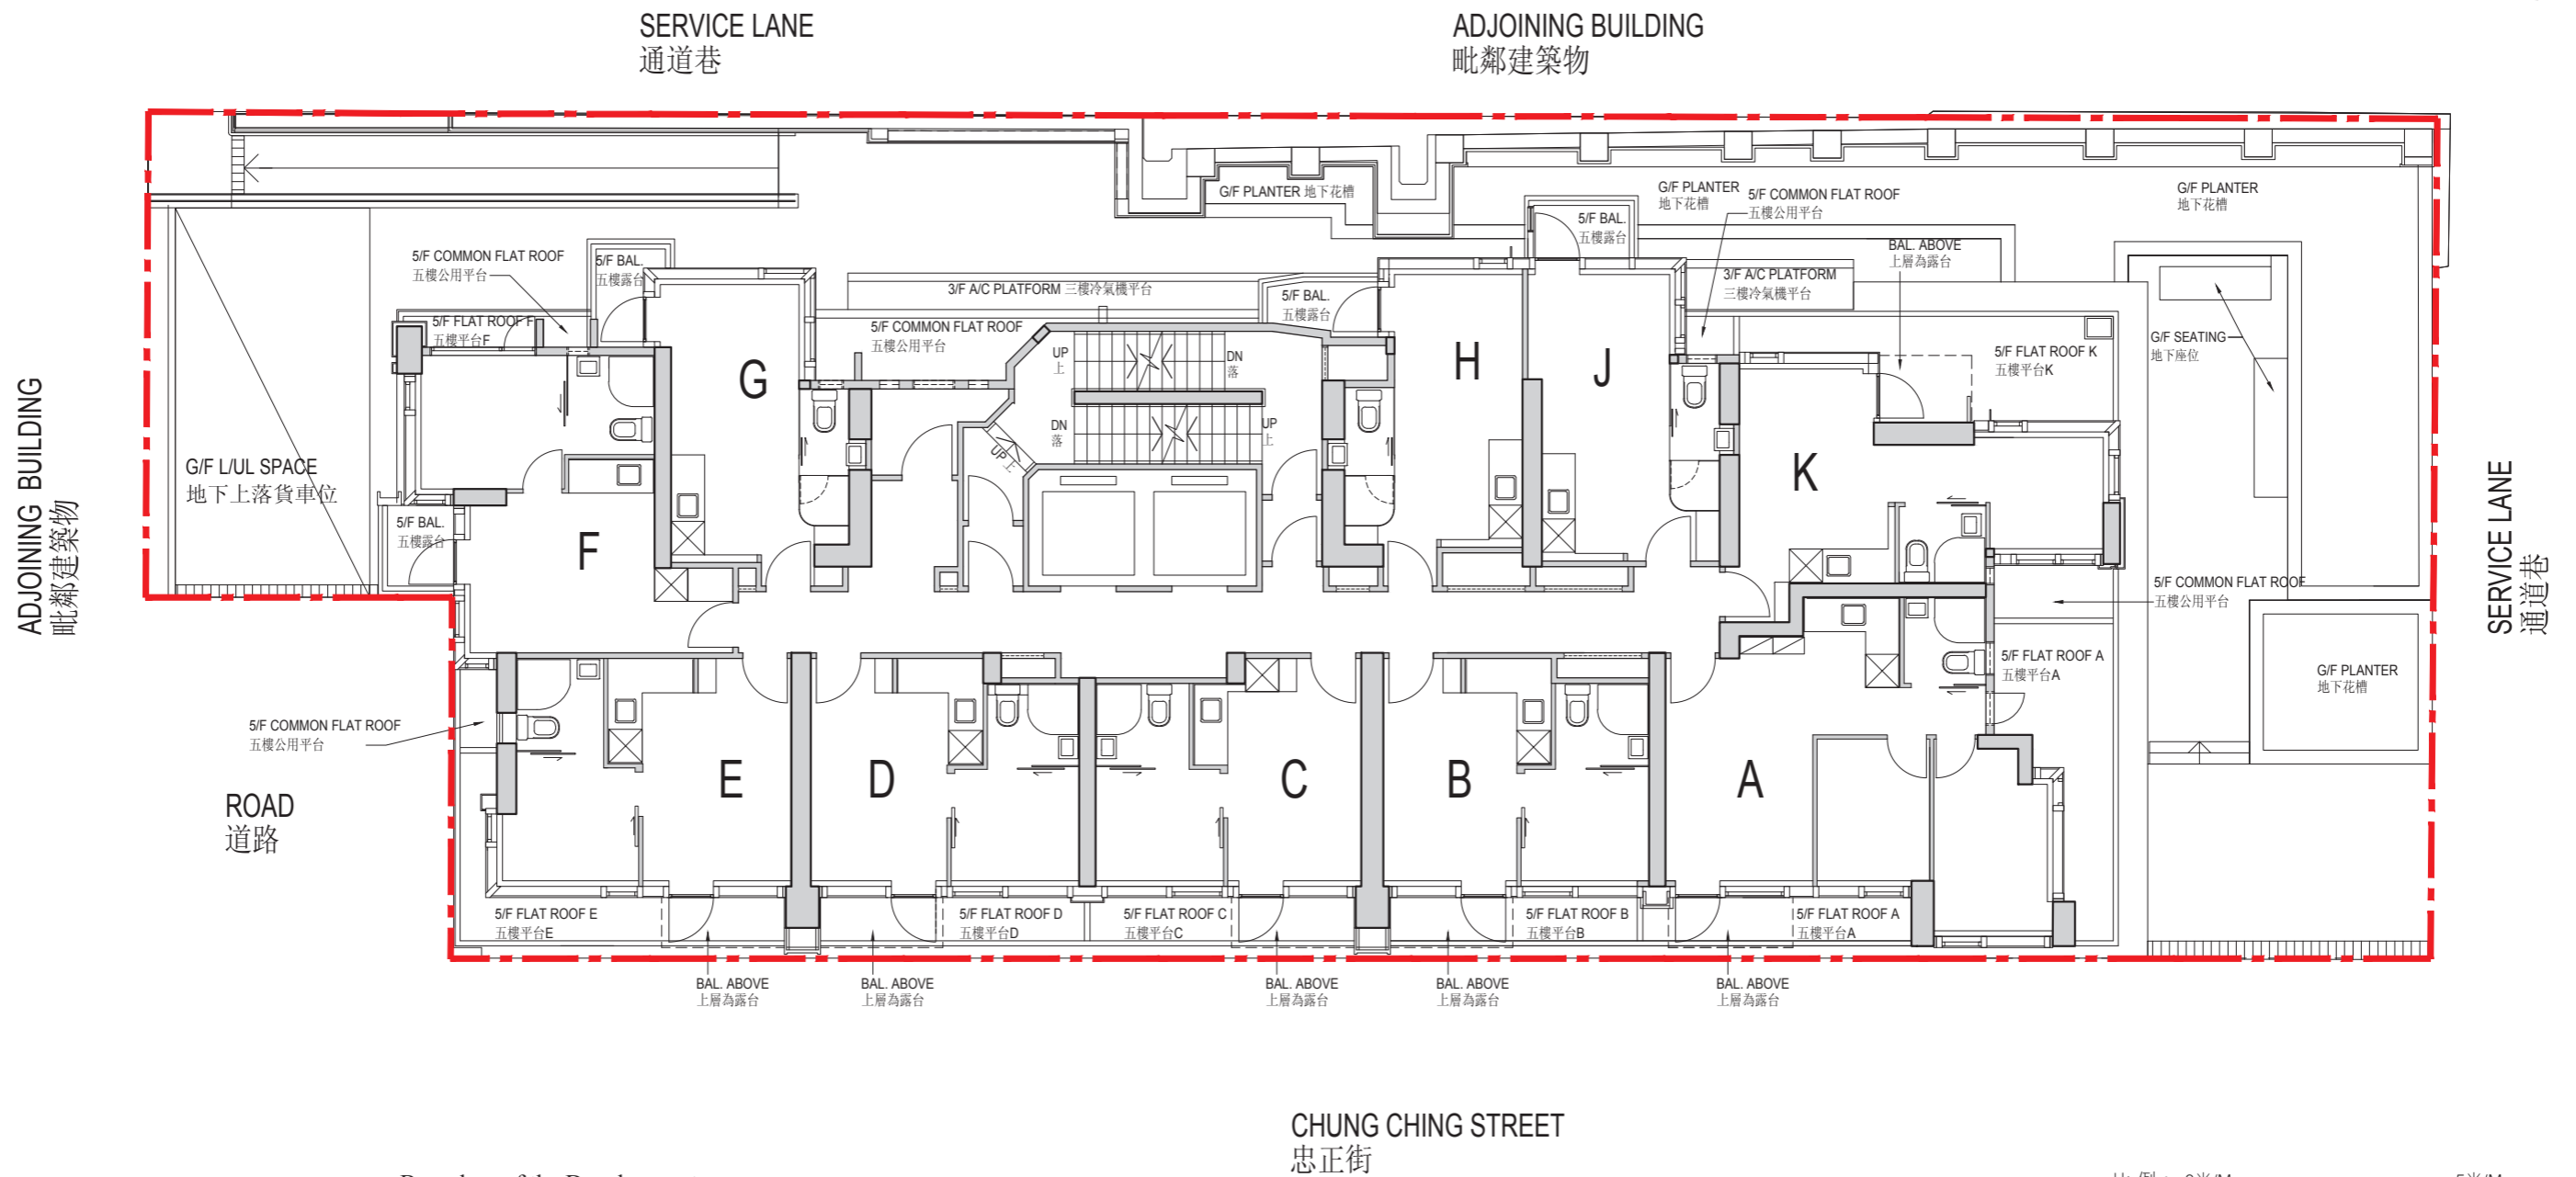 SERVICE LANE
通道巷
ADJOINING BUILDING
毗鄰建築物
G/F PLANTER 地下花槽
G/F PLANTER
地下花槽
5/F COMMON FLAT ROOF
五樓公用平台
G/F PLANTER
地下花槽
5/F BAL.
五樓露台
5/F COMMON FLAT ROOF
五樓公用平台
5/F BAL.
五樓露台
BAL. ABOVE
上層為露台
3/F A/C PLATFORM 三樓冷氣機平台
3/F A/C PLATFORM
三樓冷氣機平台
5/F BAL.
五樓露台
5/F FLAT ROOF F
五樓平台F
5/F COMMON FLAT ROOF
五樓公用平台
UP
上
DN
落
G/F SEATING
地下座位
5/F FLAT ROOF K
五樓平台K
G
H
J
K
DN
落
UP
上
UP上
ADJOINING BUILDING
毗鄰建築物
G/F L/UL SPACE
地下上落貨車位
5/F BAL.
五樓露台
F
SERVICE LANE
通道巷
5/F COMMON FLAT ROOF
五樓公用平台
5/F FLAT ROOF A
五樓平台A
G/F PLANTER
地下花槽
5/F COMMON FLAT ROOF
五樓公用平台
ROAD
道路
E
D
C
B
A
5/F FLAT ROOF E
五樓平台E
5/F FLAT ROOF D
五樓平台D
5/F FLAT ROOF C
五樓平台C
5/F FLAT ROOF B
五樓平台B
5/F FLAT ROOF A
五樓平台A
BAL. ABOVE
上層為露台
BAL. ABOVE
上層為露台
BAL. ABOVE
上層為露台
BAL. ABOVE
上層為露台
BAL. ABOVE
上層為露台
CHUNG CHING STREET
忠正街